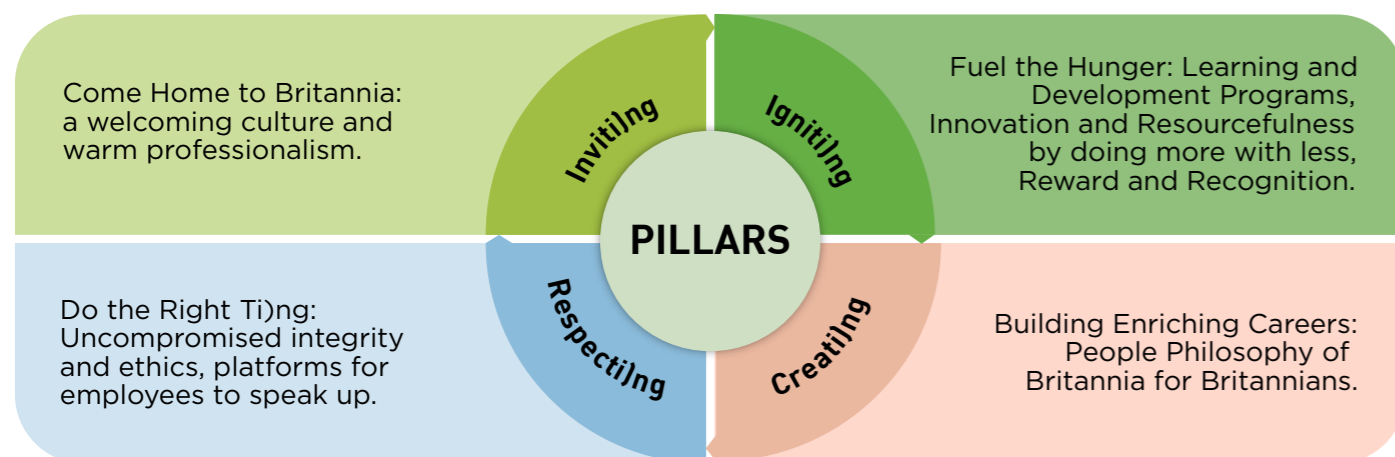 Come Home to Britannia:
a welcoming culture and
warm professionalism.
Inviti)ng
Igniti)ng
Fuel the Hunger: Learning and
Development Programs,
Innovation and Resourcefulness
by doing more with less,
Reward and Recognition.
PILLARS
Do the Right Ti)ng:
Uncompromised integrity
and ethics, platforms for
employees to speak up.
Respecti)ng
Creati)ng
Building Enriching Careers:
People Philosophy of
Britannia for Britannians.